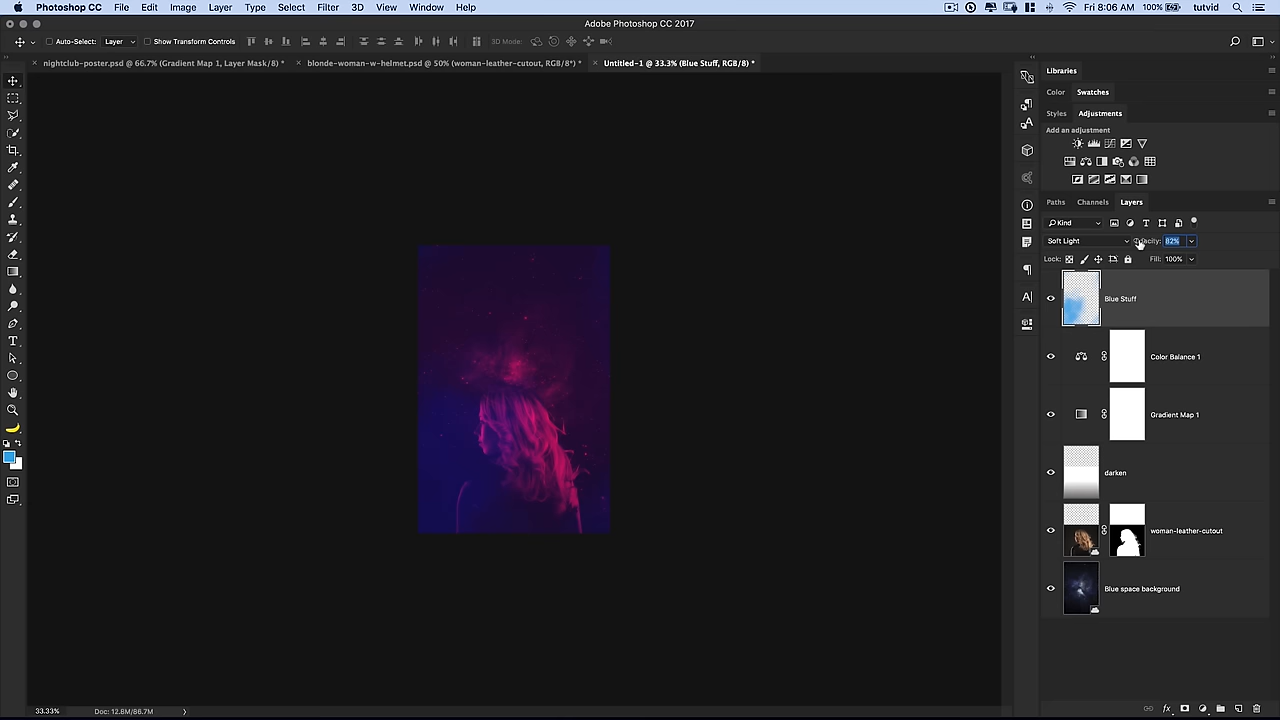 Photoshop CC File Edit Image Layer Type Select Filter 3D View Window Help 100% Fri 8:06 AM tutvid
Adobe Photoshop CC 2017
Auto-Select: Layer Show Transform Controls 3D Mode:
nightclub-poster.psd @ 66.7% (Gradient Map 1, Layer Mask/8) * blonde-woman-w-helmet.psd @ 50% (woman-leather-cutout, RGB/8*) * Untitled-1 @ 33.3% (Blue Stuff, RGB/8) *
Libraries
Color Swatches
Styles Adjustments
Add an adjustment
Paths Channels Layers
Kind
Soft Light 82%
Lock: Fill: 100%
Blue Stuff
Color Balance 1
Gradient Map 1
darken
woman-leather-cutout
Blue space background
33.33% Doc: 12.8M/86.7M